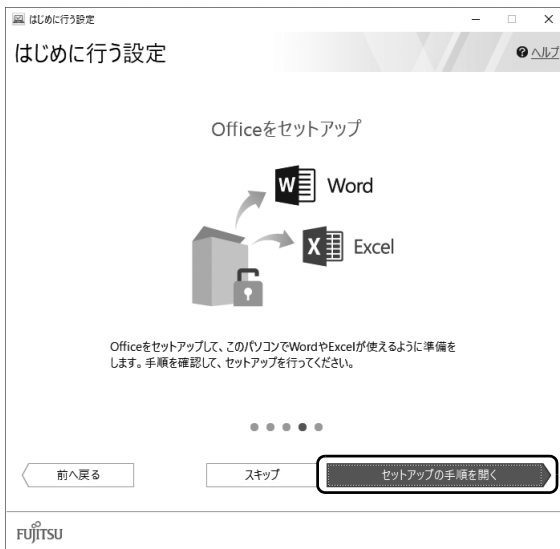 はじめに行う設定
はじめに行う設定
ヘルプ
Officeをセットアップ
W Word
X Excel
Officeをセットアップして、このパソコンでWordやExcelが使えるように準備を
します。手順を確認して、セットアップを行ってください。
前へ戻る スキップ セットアップの手順を開く
FUJITSU